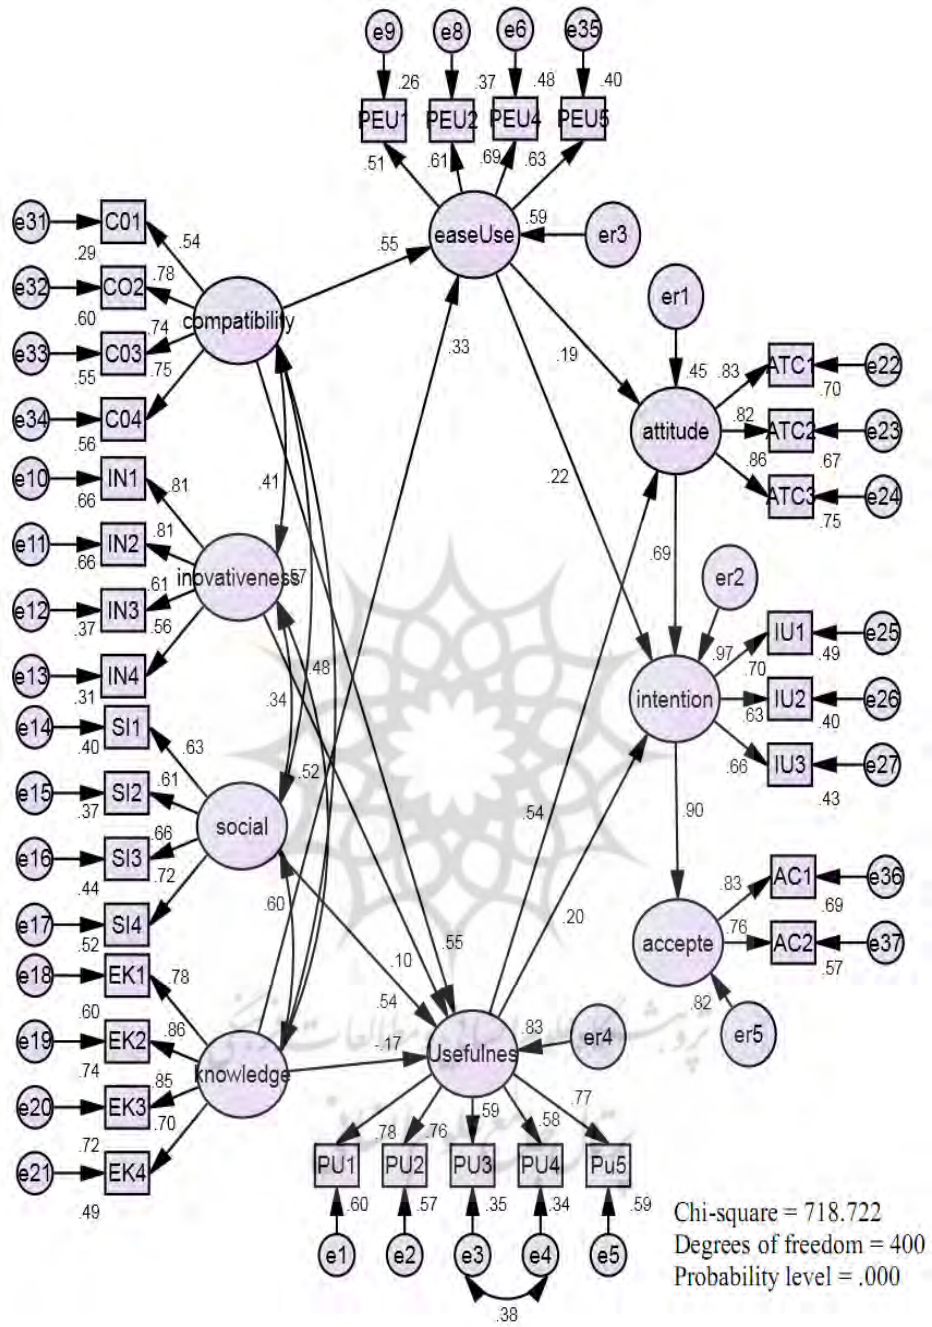 e9 e8 e6 e35
.26 .37 .48 .40
PEU1 PEU2 PEU4 PEU5
.51 .61 .69 .63
easeUse .59 er3
e31 C01 .54
.29
e32 CO2 .78
.60
e33 C03 .74
.55
e34 C04 .75
.56
compatibility
.55
.33
er1
.19
.45
attitude
.83 ATC1 e22
.70
.82 ATC2 e23
.67
.86 ATC3 e24
.75
e10 IN1 .81
.66
e11 IN2 .81
.66
e12 IN3 .61
.37
e13 IN4 .56
.31
inovativeness
.41
.57
.22
.69
er2
.97
intention
.70 IU1 e25
.49
.63 IU2 e26
.40
.66 IU3 e27
.43
e14 SI1 .63
.40
e15 SI2 .61
.37
e16 SI3 .66
.44
e17 SI4 .72
.52
social
.48
.34
.52
.60
.54
.90
.20
accepte
.83 AC1 e36
.69
.76 AC2 e37
.57
.82
er5
e18 EK1 .78
.60
e19 EK2 .86
.74
e20 EK3 .85
.72
e21 EK4 .70
.49
knowledge
.55
.10
.54
-.17
Usefulnes .83 er4
.78 .76 .59 .58 .77
PU1 PU2 PU3 PU4 Pu5
.60 .57 .35 .34 .59
e1 e2 e3 e4 e5
.38
Chi-square = 718.722
Degrees of freedom = 400
Probability level = .000